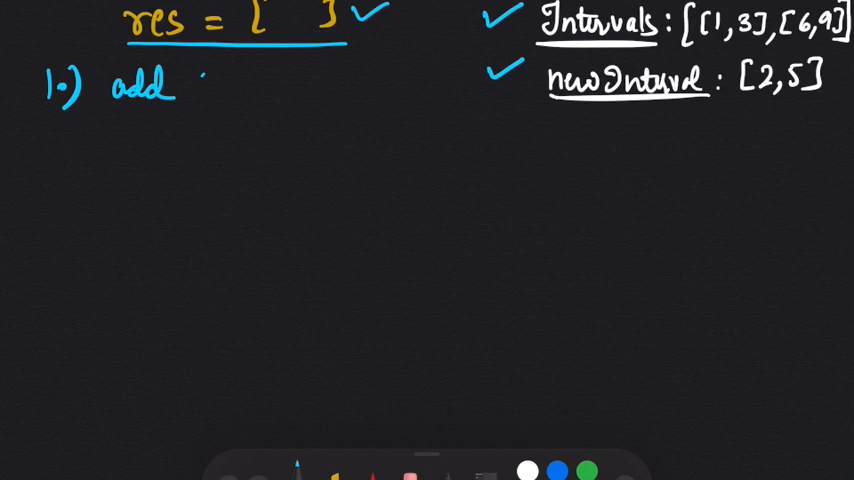 res = [ ]
Intervals : [[1,3],[6,9]]
newInterval : [2,5]
1.) add